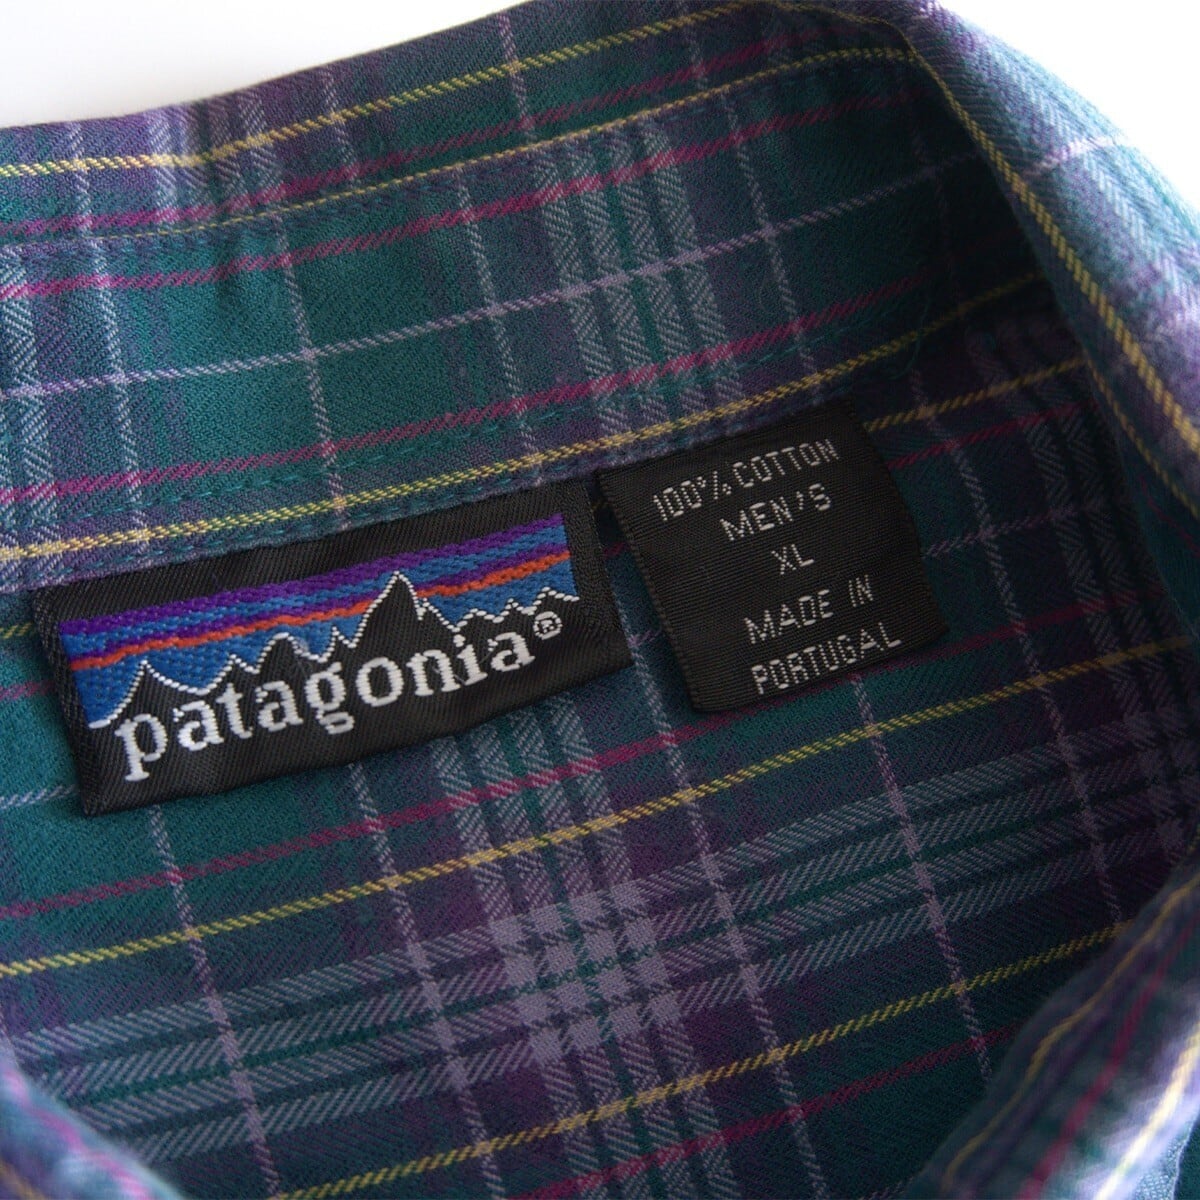 patagonia®
100% COTTON
MEN'S
XL
MADE IN
PORTUGAL